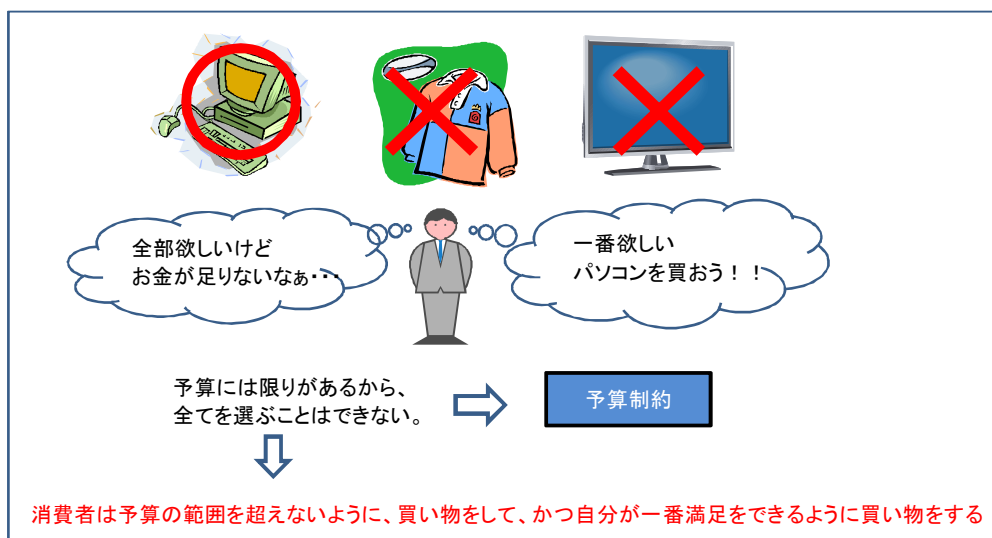 全部欲しいけど
お金が足りないなぁ・・・
一番欲しい
パソコンを買おう！！
予算には限りがあるから、
全てを選ぶことはできない。
予算制約
消費者は予算の範囲を超えないように、買い物をして、かつ自分が一番満足をできるように買い物をする